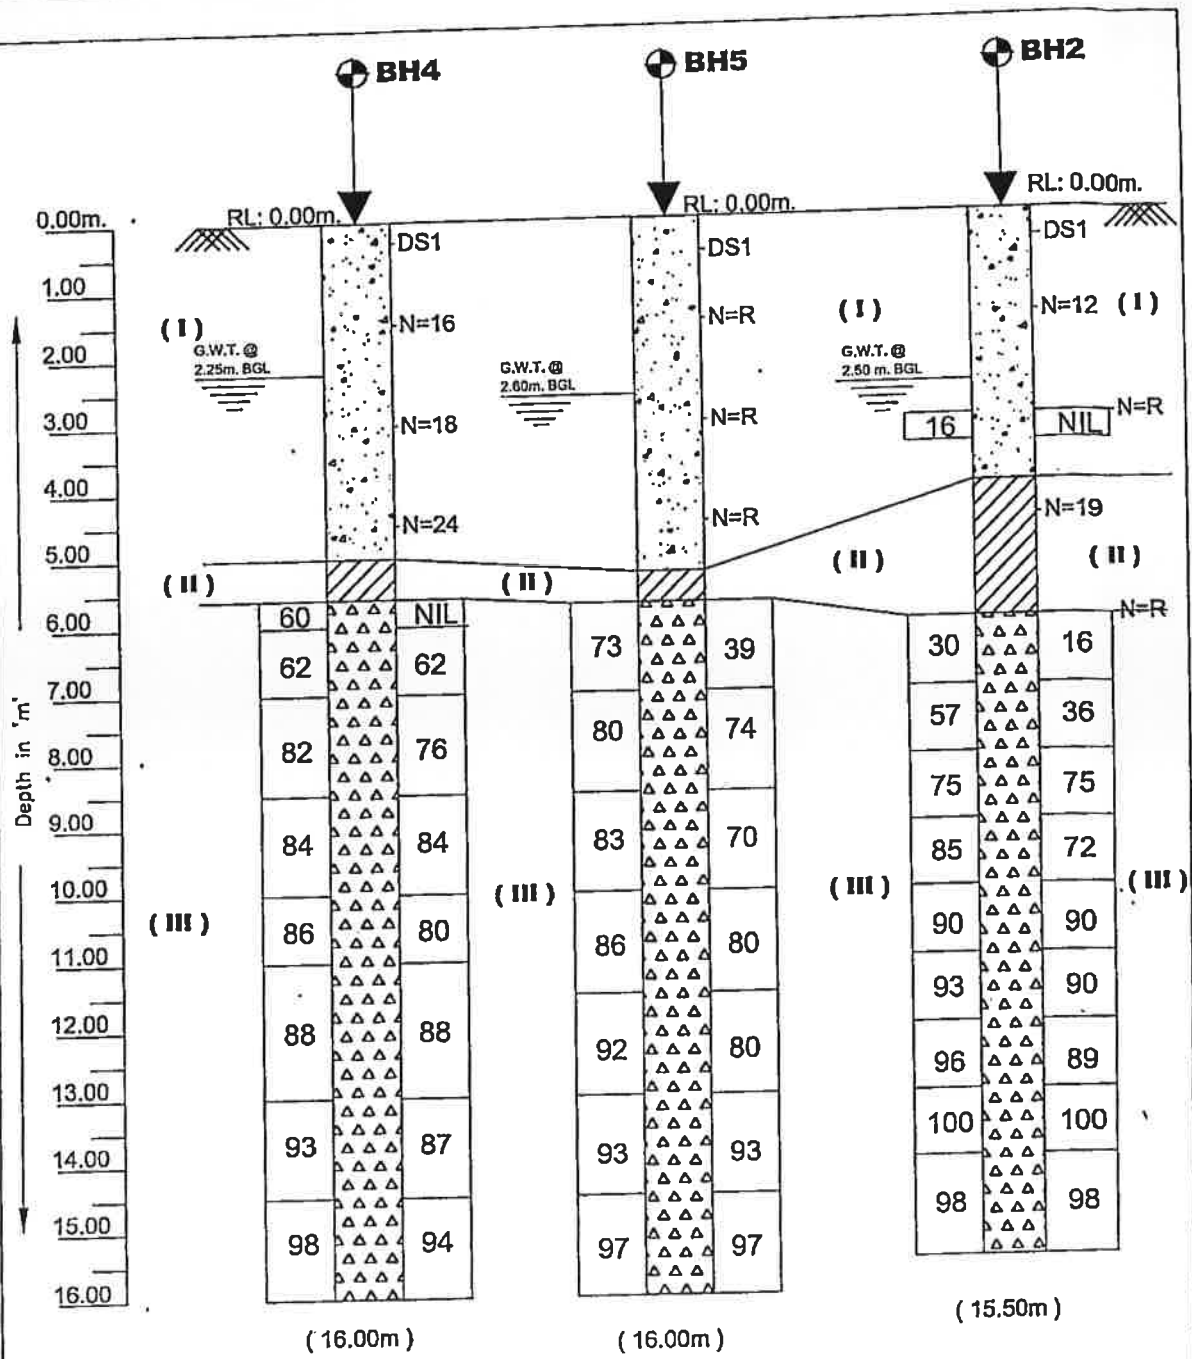 BH4
BH5
BH2
RL: 0.00m.
RL: 0.00m.
RL: 0.00m.
0.00m.
1.00
2.00
3.00
4.00
5.00
6.00
7.00
8.00
9.00
10.00
11.00
12.00
13.00
14.00
15.00
16.00
Depth in 'm'
( I )
G.W.T. @
2.25m. BGL
( II )
( III )
DS1
N=16
N=18
N=24
60
62
82
84
86
88
93
98
NIL
62
76
84
80
88
87
94
( 16.00m )
G.W.T. @
2.60m. BGL
( II )
( III )
DS1
N=R
N=R
N=R
73
80
83
86
92
93
97
39
74
70
80
80
93
97
( 16.00m )
( I )
G.W.T. @
2.50 m. BGL
( II )
( III )
16
30
57
75
85
90
93
96
100
98
DS1
N=12
N=R
NIL
N=19
N=R
16
36
75
72
90
90
89
100
98
( I )
( II )
( III )
( 15.50m )